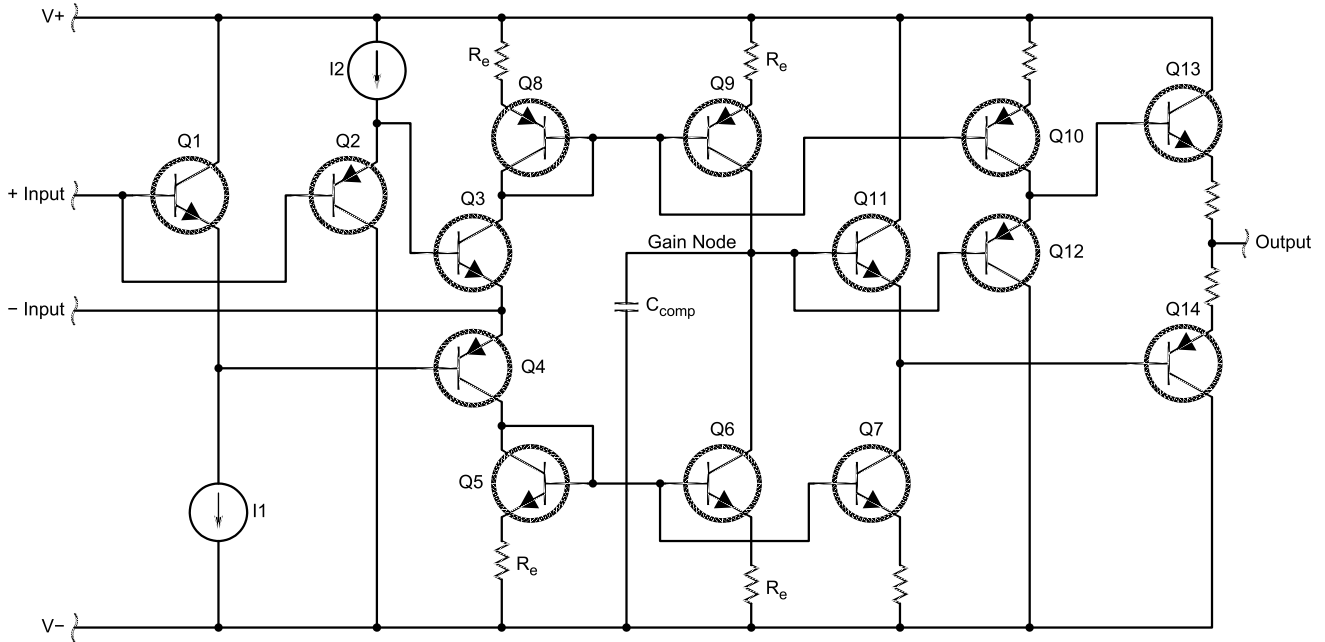 V+
I2
Re
Q8
Q9
Re
Q13
Q1
Q2
Q10
+ Input
Q3
Q11
Gain Node
Q12
Output
− Input
Ccomp
Q14
Q4
Q6
Q7
Q5
I1
Re
Re
V−